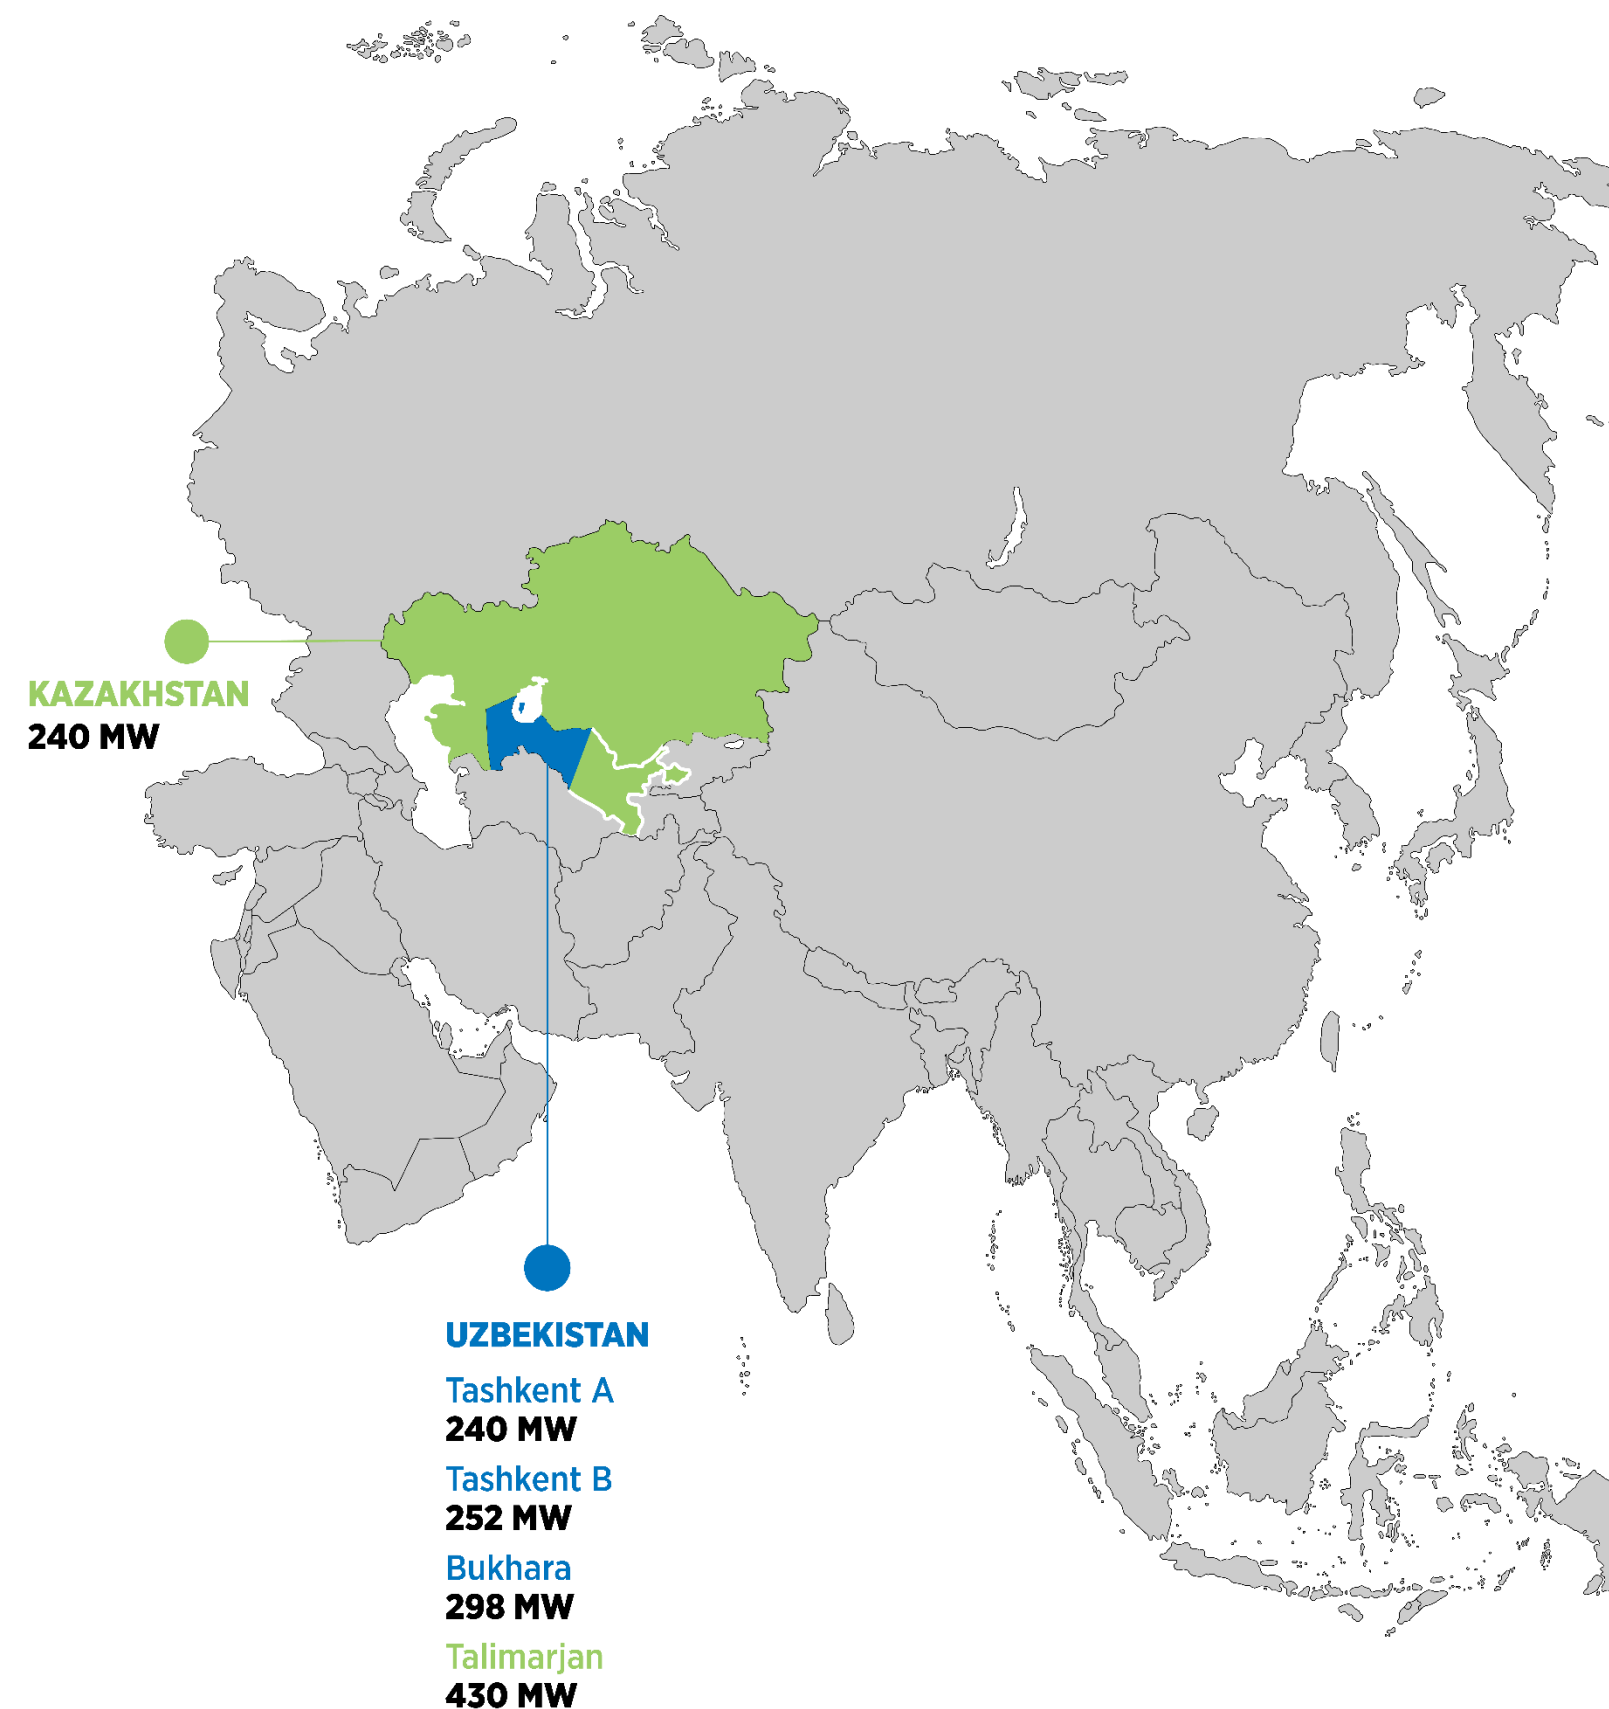 KAZAKHSTAN
240 MW
UZBEKISTAN
Tashkent A
240 MW
Tashkent B
252 MW
Bukhara
298 MW
Talimarjan
430 MW